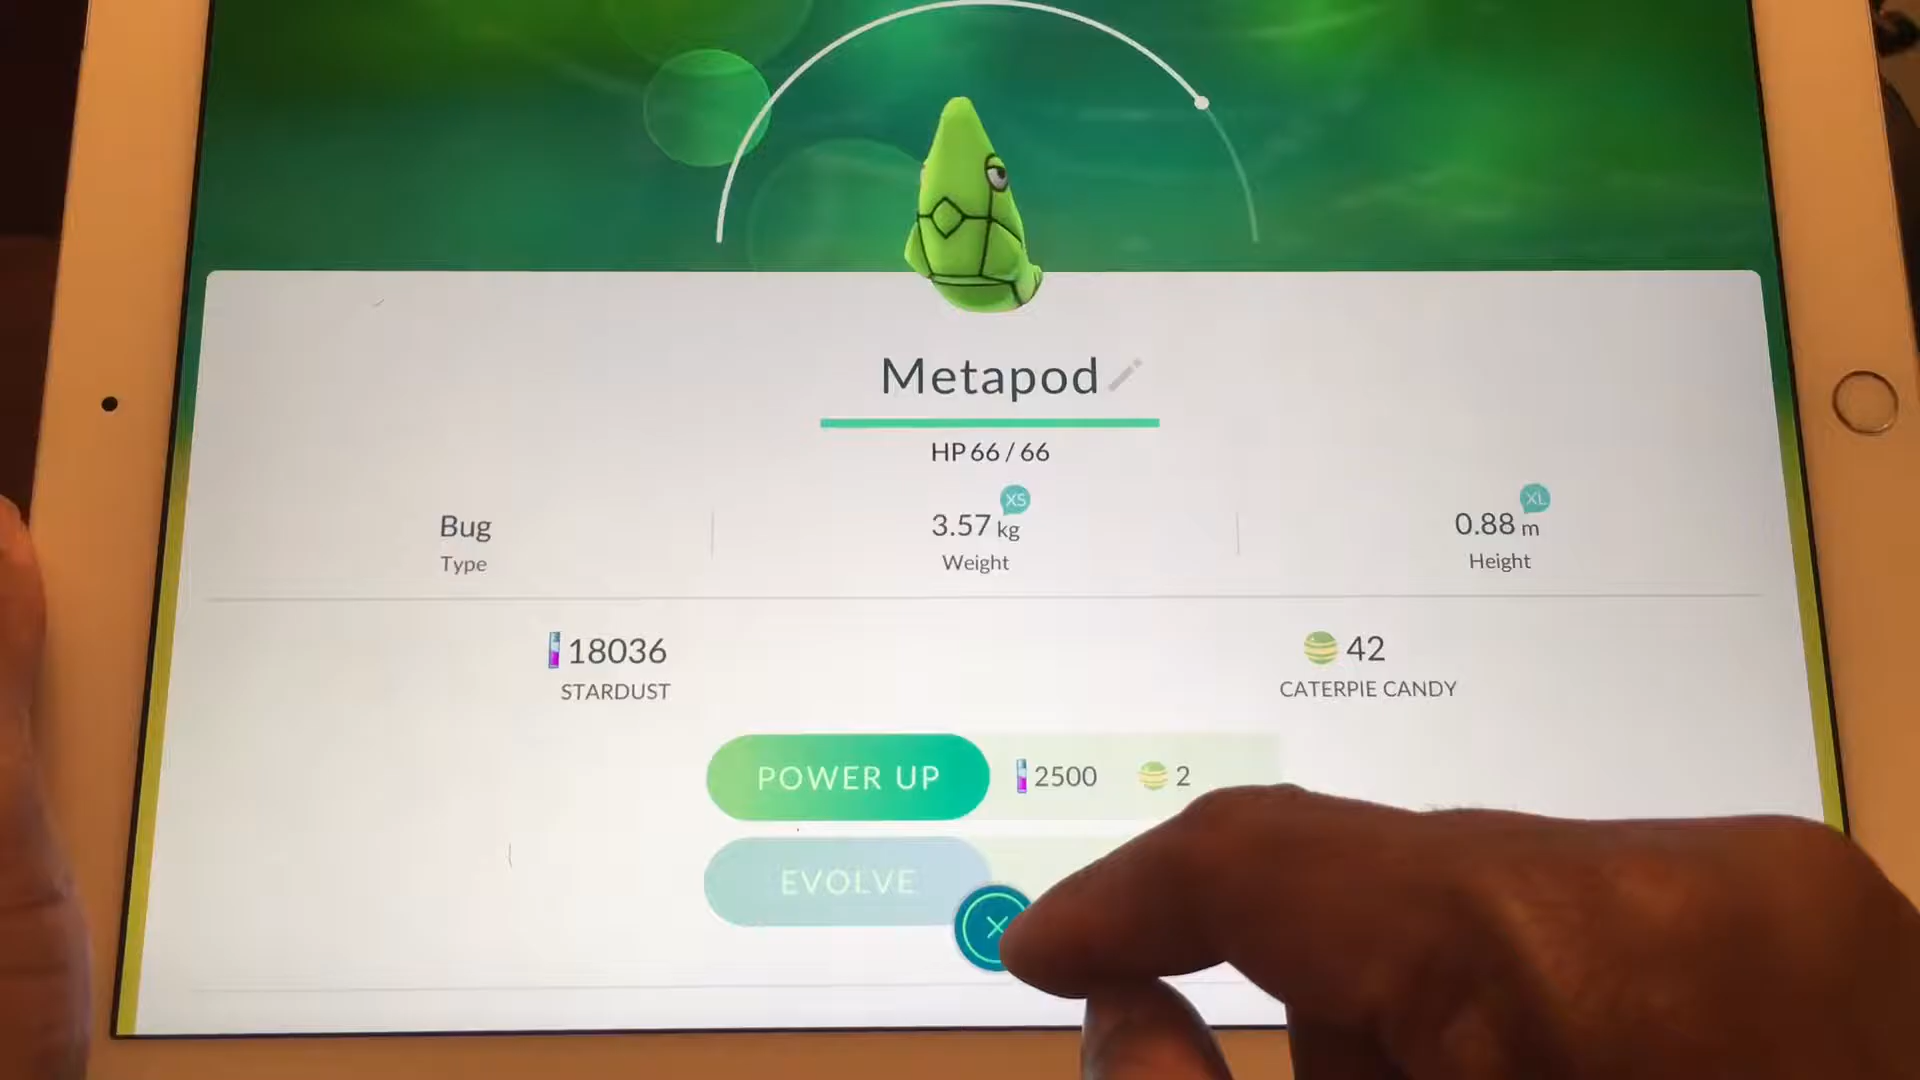 Metapod
HP 66 / 66
XS
XL
Bug
3.57 kg
0.88 m
Type
Weight
Height
18036
42
STARDUST
CATERPIE CANDY
POWER UP
2500
2
EVOLVE